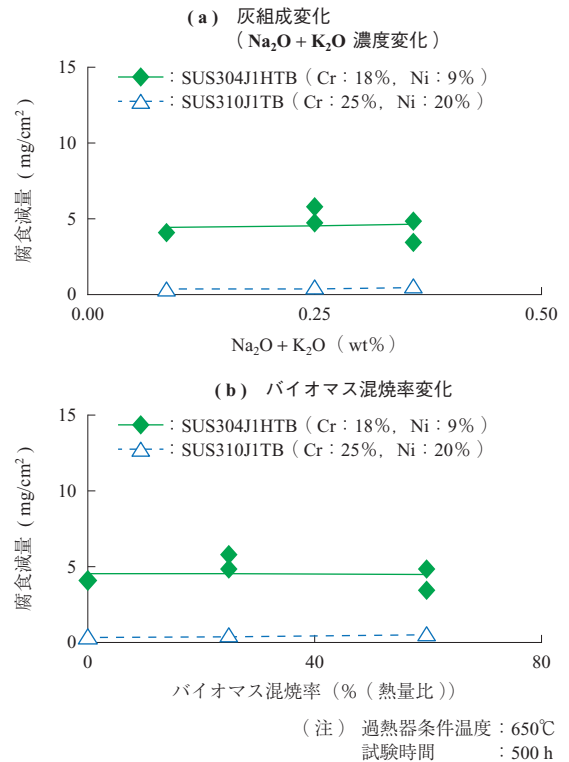 ( a ) 灰組成変化
( Na₂O + K₂O 濃度変化 )
15
：SUS304J1HTB ( Cr：18%, Ni：9% )
：SUS310J1TB ( Cr：25%, Ni：20% )
10
腐食減量 ( mg/cm² )
5
0
0.00 0.25 0.50
Na₂O + K₂O ( wt% )
( b ) バイオマス混焼率変化
15
：SUS304J1HTB ( Cr：18%, Ni：9% )
：SUS310J1TB ( Cr：25%, Ni：20% )
10
腐食減量 ( mg/cm² )
5
0
0 40 80
バイオマス混焼率 ( % ( 熱量比 ))
( 注 ) 過熱器条件温度：650℃
試験時間 ：500 h